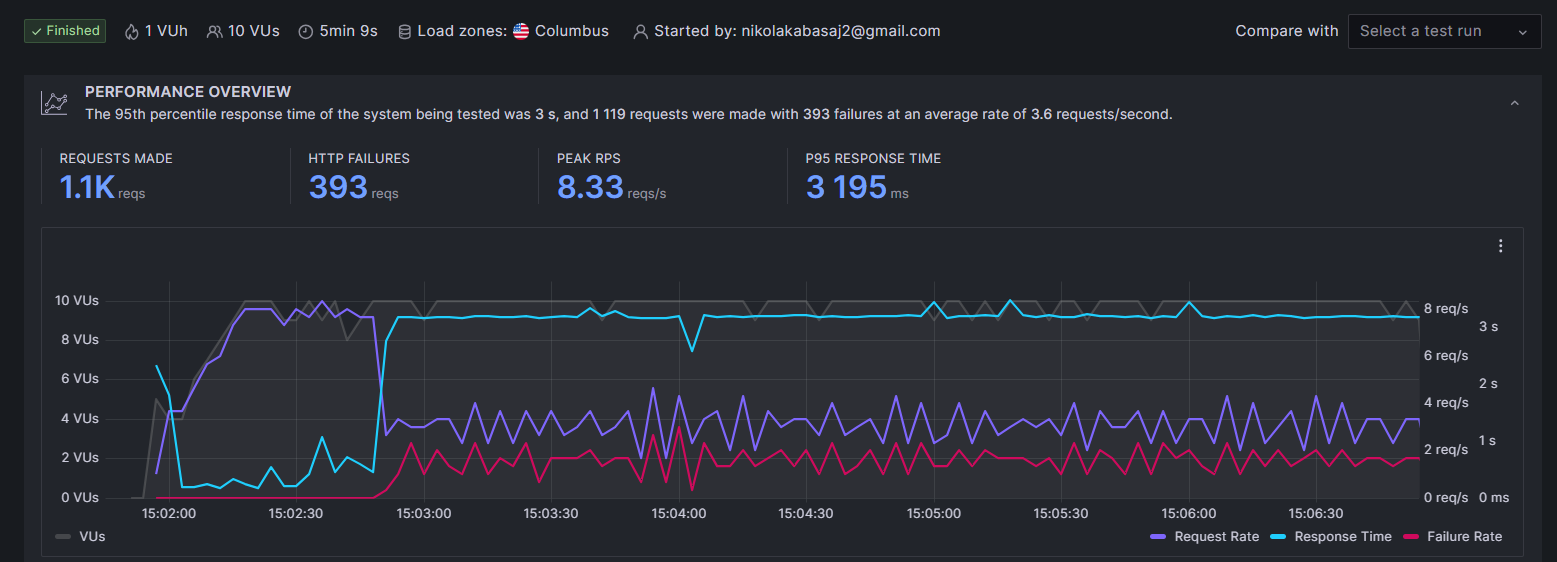 Finished 1 VUh 10 VUs 5min 9s Load zones: Columbus Started by: nikolakabasaj2@gmail.com Compare with Select a test run
PERFORMANCE OVERVIEW
The 95th percentile response time of the system being tested was 3 s, and 1 119 requests were made with 393 failures at an average rate of 3.6 requests/second.
REQUESTS MADE HTTP FAILURES PEAK RPS P95 RESPONSE TIME
1.1K reqs 393 reqs 8.33 reqs/s 3 195 ms
10 VUs 8 req/s
3 s
8 VUs 6 req/s
6 VUs 2 s
4 req/s
4 VUs 1 s
2 VUs 2 req/s
0 VUs 0 req/s 0 ms
15:02:00 15:02:30 15:03:00 15:03:30 15:04:00 15:04:30 15:05:00 15:05:30 15:06:00 15:06:30
VUs Request Rate Response Time Failure Rate